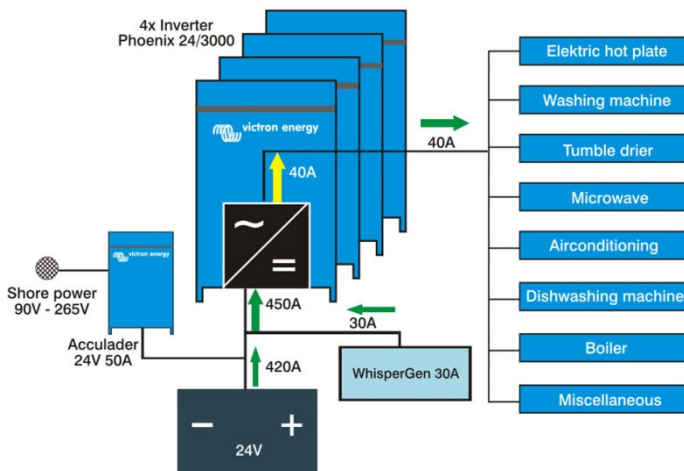 4x Inverter
Phoenix 24/3000
victron energy
40A
40A
Elektric hot plate
Washing machine
Tumble drier
Microwave
Airconditioning
Dishwashing machine
Boiler
Miscellaneous
victron energy
Shore power
90V - 265V
Acculader
24V 50A
450A
30A
420A
WhisperGen 30A
24V